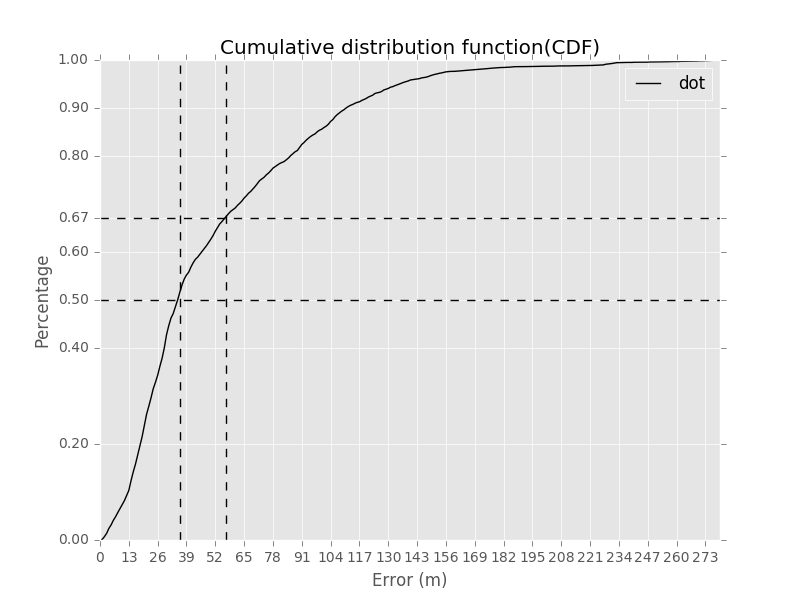 Cumulative distribution function(CDF)
1.00
dot
0.90
0.80
0.67
0.60
0.50
0.40
0.20
0.00
Percentage
0 13 26 39 52 65 78 91 104 117 130 143 156 169 182 195 208 221 234 247 260 273
Error (m)